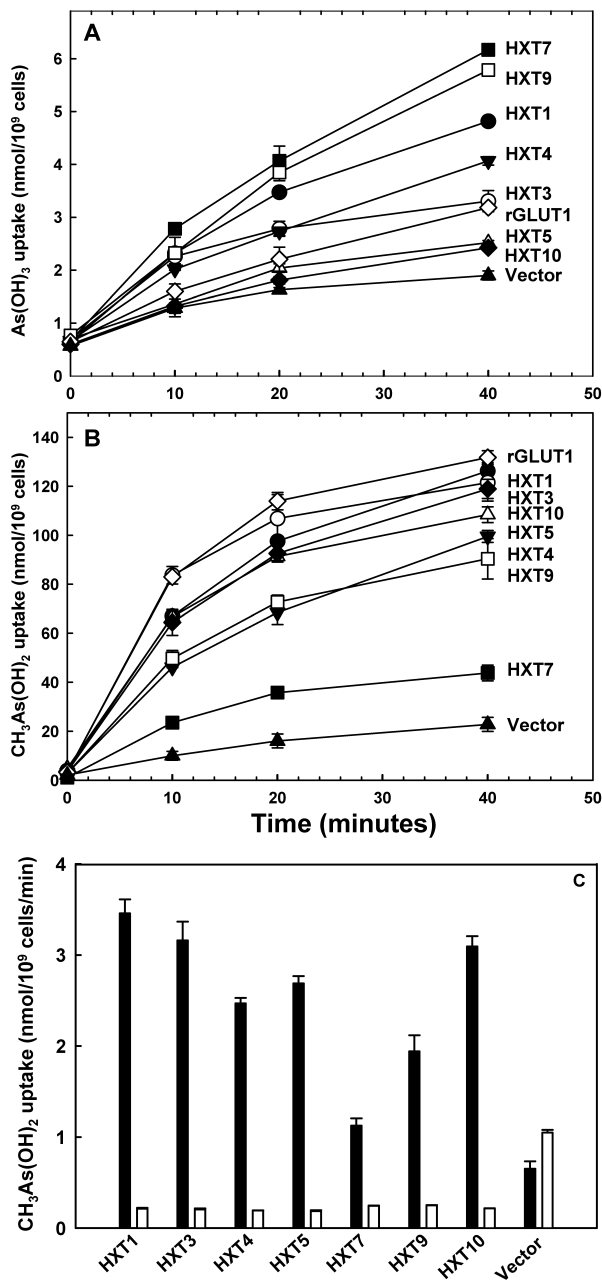 A
As(OH)₃ uptake (nmol/10⁹ cells)
6
5
4
3
2
1
0
0 10 20 30 40 50
HXT7
HXT9
HXT1
HXT4
HXT3
rGLUT1
HXT5
HXT10
Vector
B
CH₃As(OH)₂ uptake (nmol/10⁹ cells)
140
120
100
80
60
40
20
0
0 10 20 30 40 50
rGLUT1
HXT1
HXT3
HXT10
HXT5
HXT4
HXT9
HXT7
Vector
Time (minutes)
C
CH₃As(OH)₂ uptake (nmol/10⁹ cells/min)
4
3
2
1
0
HXT1 HXT3 HXT4 HXT5 HXT7 HXT9 HXT10 Vector